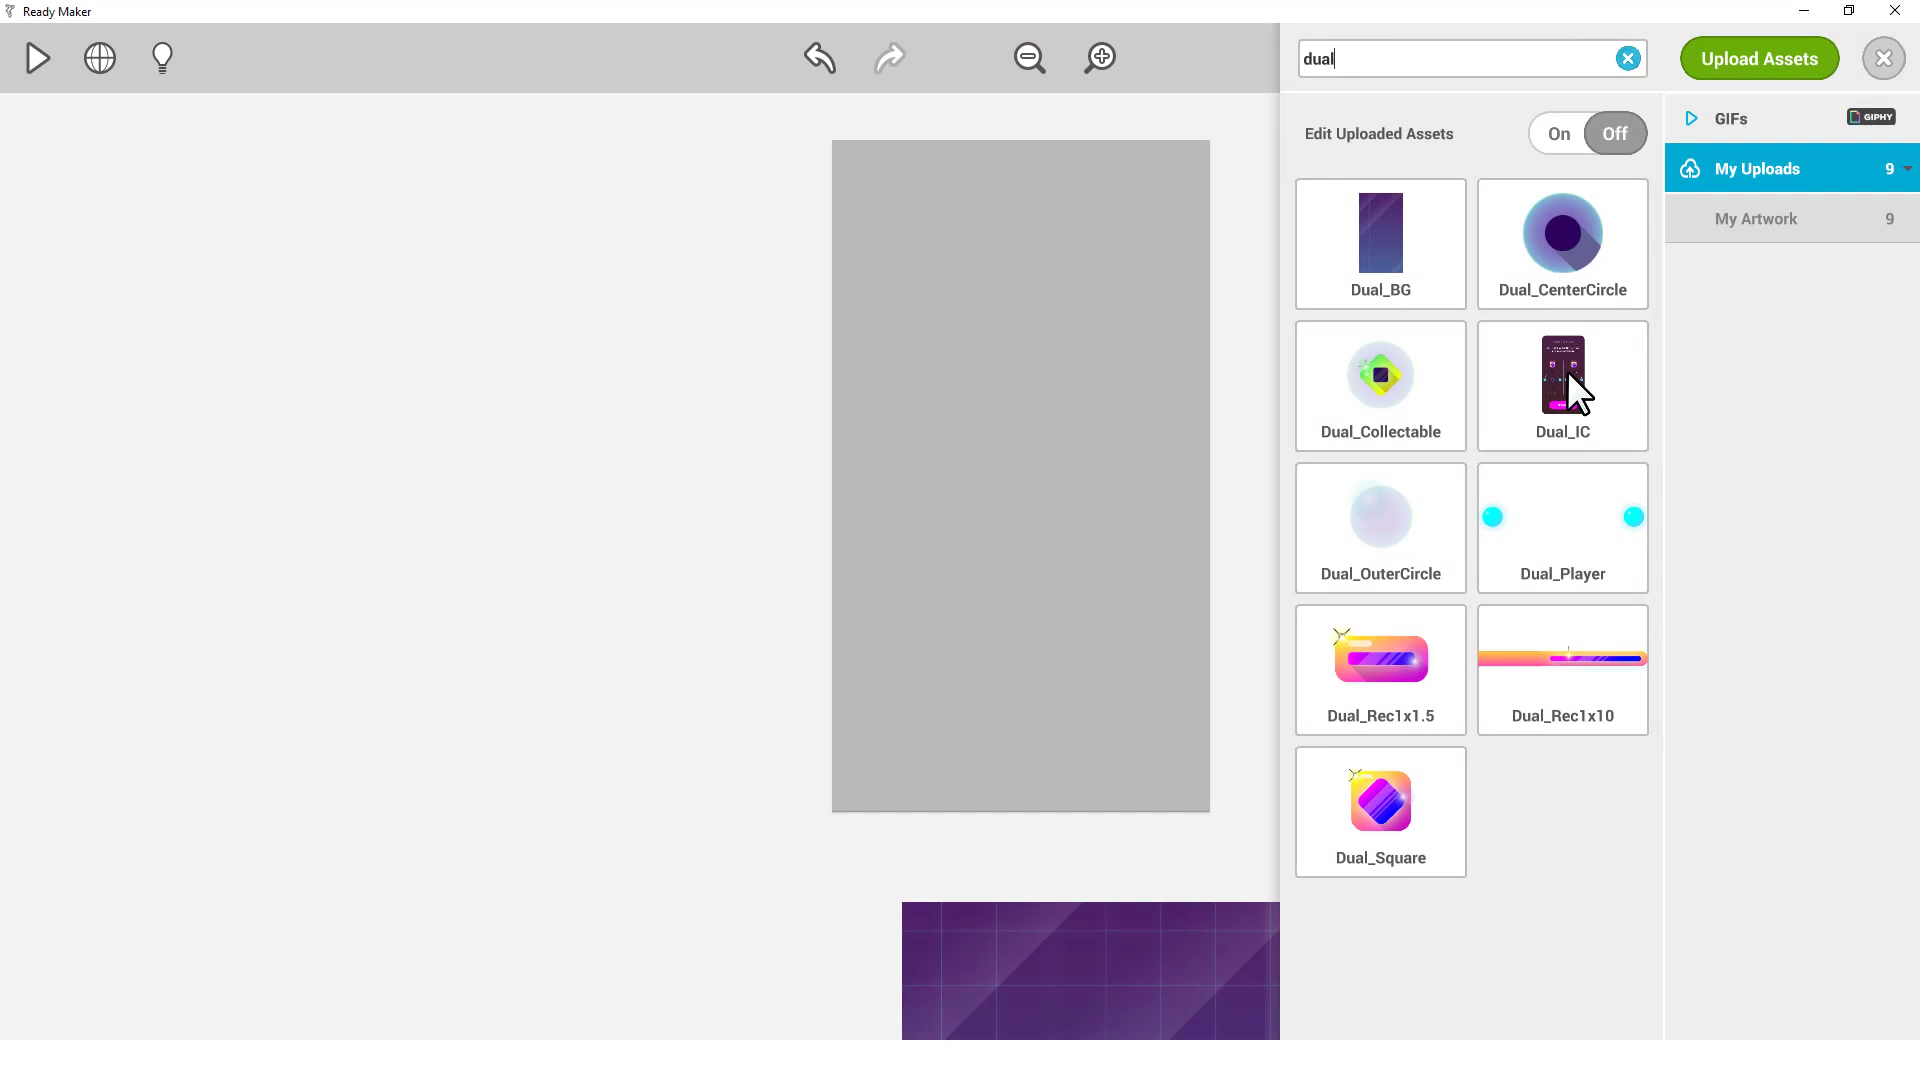 Ready Maker
dual
Upload Assets
Edit Uploaded Assets
On Off
GIFs
GIPHY
My Uploads 9
My Artwork 9
Dual_BG
Dual_CenterCircle
Dual_Collectable
Dual_IC
Dual_OuterCircle
Dual_Player
Dual_Rec1x1.5
Dual_Rec1x10
Dual_Square